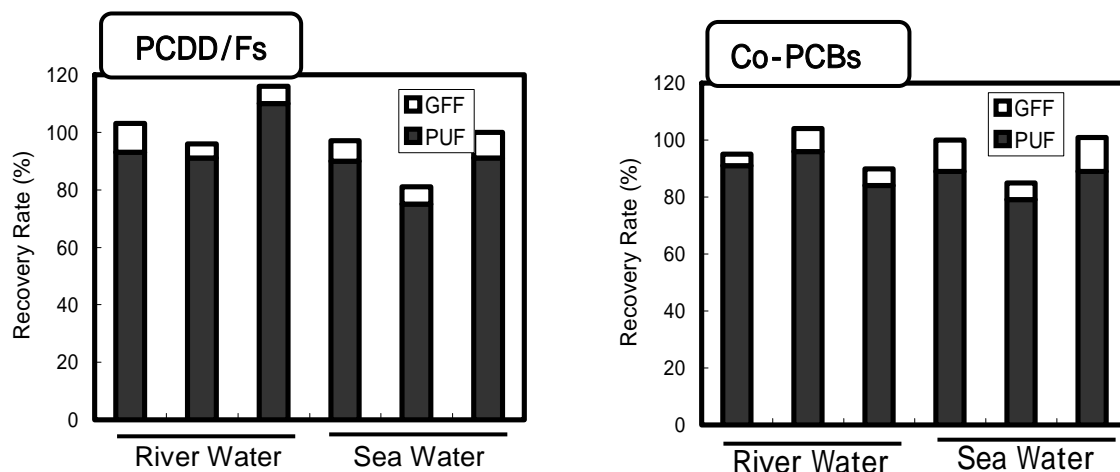 PCDD/Fs
120
100
80
60
40
20
0
Recovery Rate (%)
GFF
PUF
River Water
Sea Water
Co-PCBs
120
100
80
60
40
20
0
Recovery Rate (%)
GFF
PUF
River Water
Sea Water